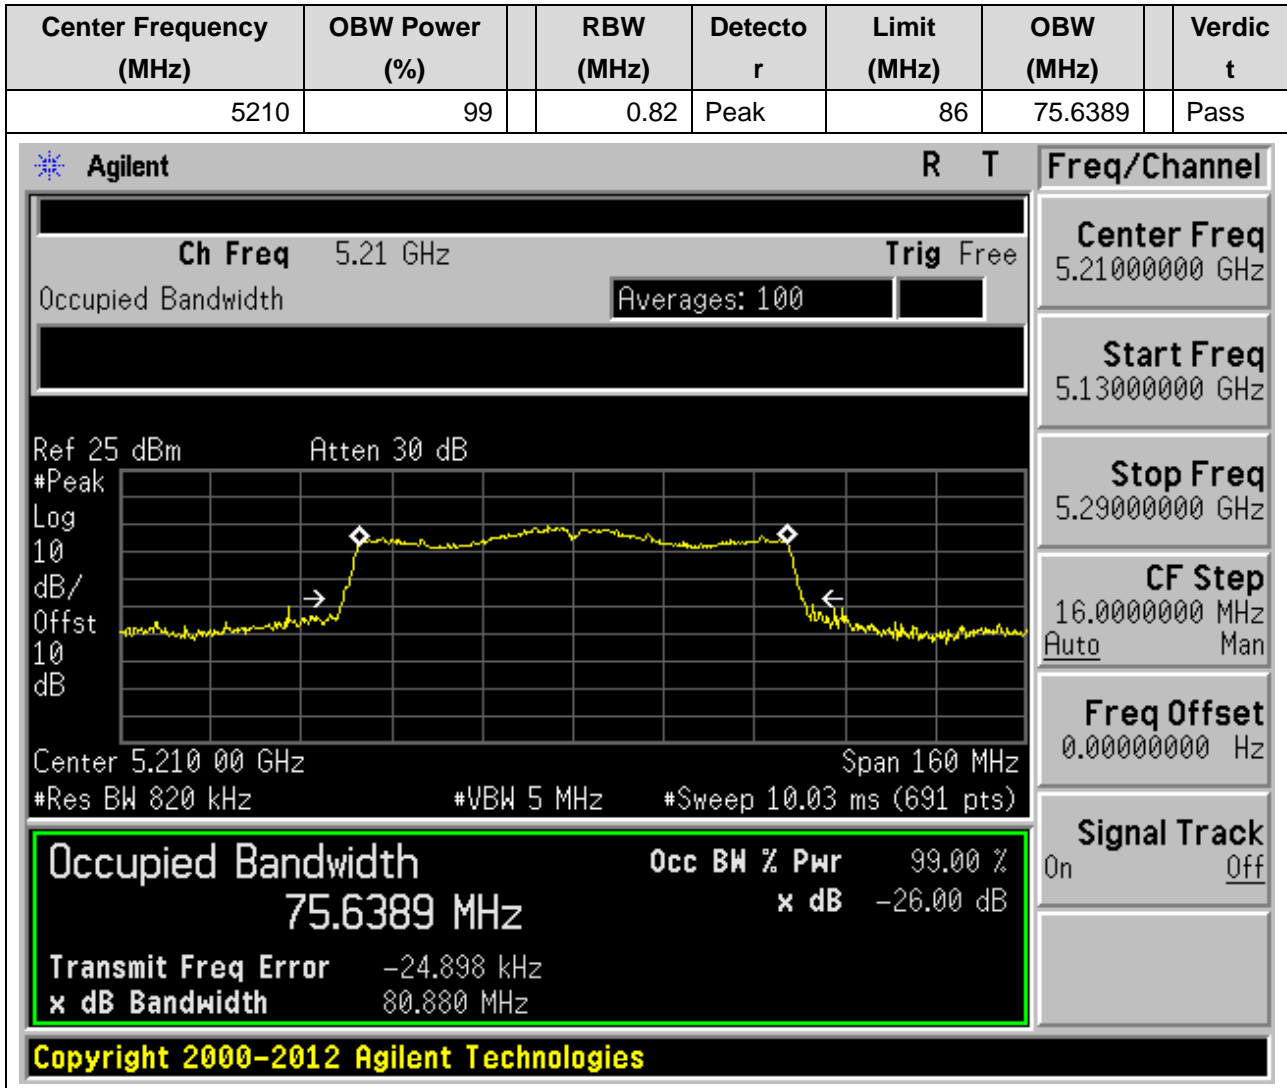 Center Frequency OBW Power RBW Detecto Limit OBW Verdic
(MHz) (%) (MHz) r (MHz) (MHz) t
5210 99 0.82 Peak 86 75.6389 Pass
Agilent R T Freq/Channel
Ch Freq 5.21 GHz Trig Free
Occupied Bandwidth Averages: 100
Center Freq
5.21000000 GHz
Start Freq
5.13000000 GHz
Stop Freq
5.29000000 GHz
CF Step
16.0000000 MHz
Auto Man
Freq Offset
0.00000000 Hz
Signal Track
On Off
Ref 25 dBm Atten 30 dB
#Peak
Log
10
dB/
Offst
10
dB
Center 5.210 00 GHz Span 160 MHz
#Res BW 820 kHz #VBW 5 MHz #Sweep 10.03 ms (691 pts)
Occupied Bandwidth Occ BW % Pwr 99.00 %
75.6389 MHz x dB -26.00 dB
Transmit Freq Error -24.898 kHz
x dB Bandwidth 80.880 MHz
Copyright 2000-2012 Agilent Technologies